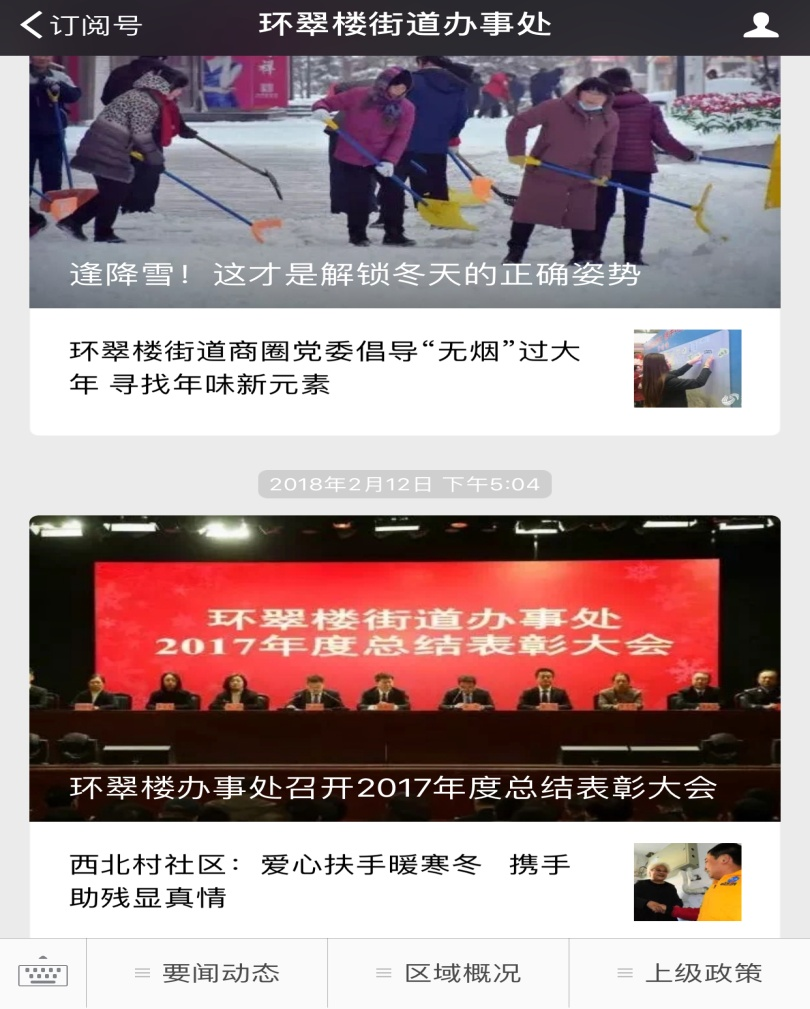 订阅号
环翠楼街道办事处
祥
逢降雪！这才是解锁冬天的正确姿势
环翠楼街道商圈党委倡导“无烟”过大
年 寻找年味新元素
2018年2月12日 下午5:04
环翠楼街道办事处
2017年度总结表彰大会
环翠楼办事处召开2017年度总结表彰大会
西北村社区：爱心扶手暖寒冬 携手
助残显真情
要闻动态
区域概况
上级政策